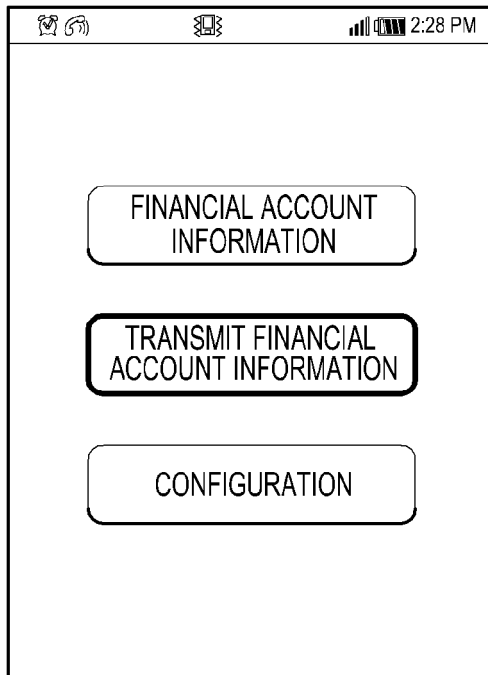 2:28 PM
FINANCIAL ACCOUNT
INFORMATION
TRANSMIT FINANCIAL
ACCOUNT INFORMATION
CONFIGURATION